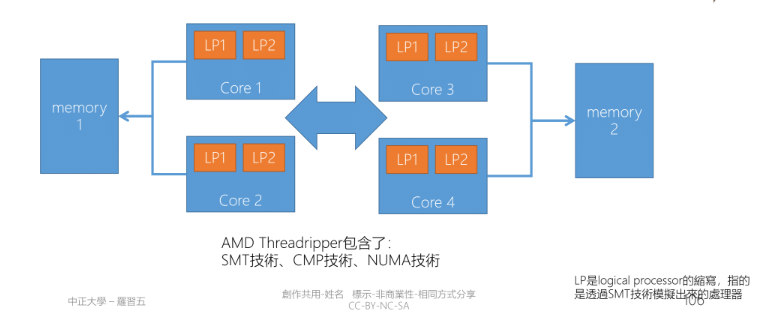 LP1 LP2
Core 1
LP1 LP2
Core 3
memory
1
memory
2
LP1 LP2
Core 2
LP1 LP2
Core 4
AMD Threadripper包含了:
SMT技術、CMP技術、NUMA技術
LP是logical processor的縮寫，指的
是透過SMT技術模擬出來的處理器
中正大學 – 羅習五
創作共用-姓名 標示-非商業性-相同方式分享
CC-BY-NC-SA
106